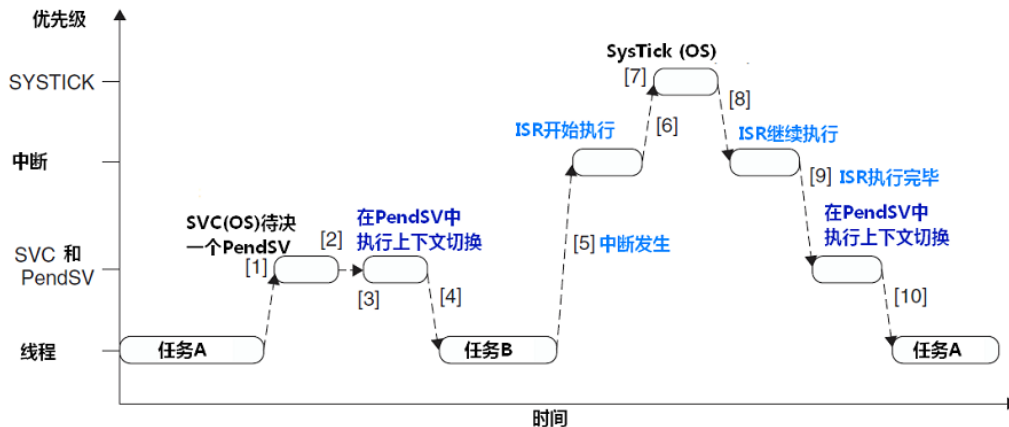 优先级
SysTick (OS)
SYSTICK
[7]
[8]
ISR开始执行
[6]
ISR继续执行
中断
[9] ISR执行完毕
SVC(OS)待决
一个PendSV
[2]
在PendSV中
执行上下文切换
在PendSV中
执行上下文切换
[5] 中断发生
SVC 和
PendSV
[1]
[3]
[4]
[10]
线程
任务A
任务B
任务A
时间